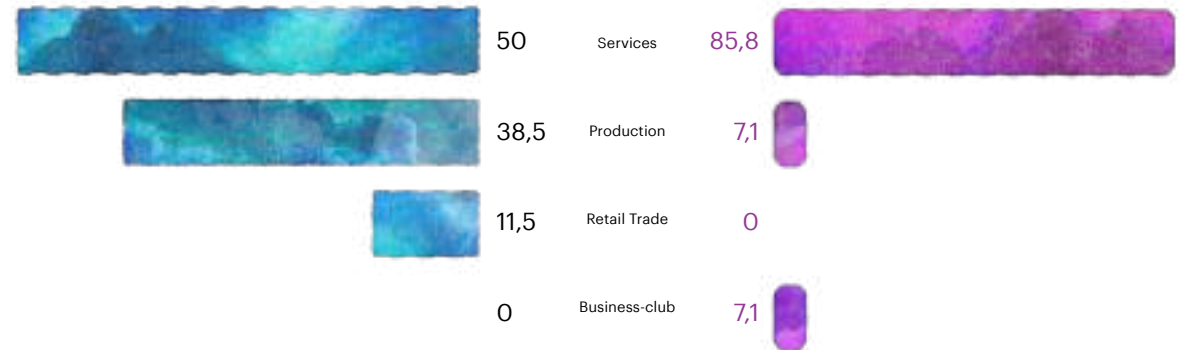 50 Services 85,8
38,5 Production 7,1
11,5 Retail Trade 0
0 Business-club 7,1